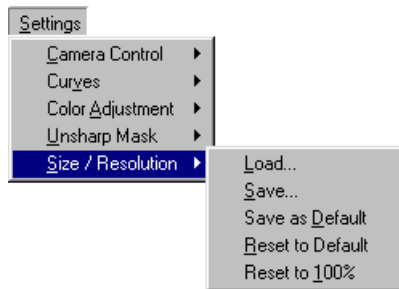 Settings
Camera Control
Curves
Color Adjustment
Unsharp Mask
Size / Resolution
Load...
Save...
Save as Default
Reset to Default
Reset to 100%